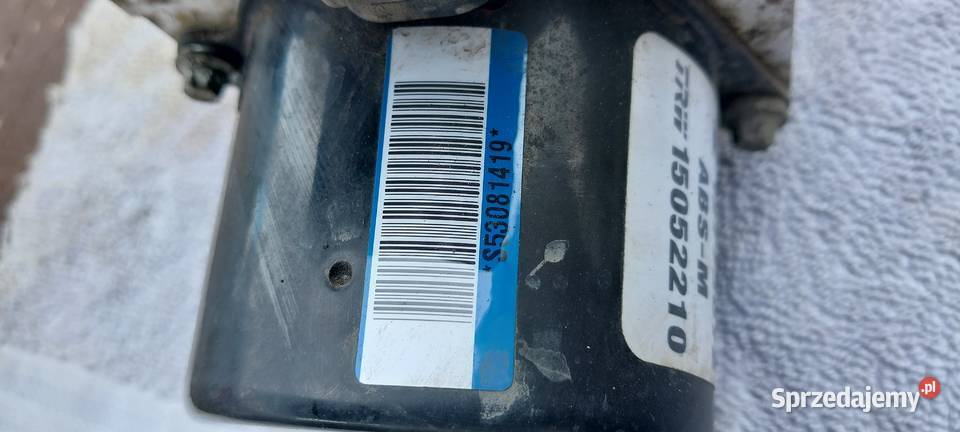 *S53081419*
ABS-M
TRW 15052210
Sprzedajemy.pl